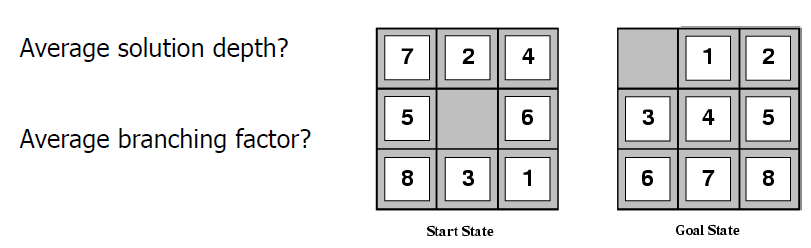 Average solution depth?
Average branching factor?
7 2 4
5 6
8 3 1
Start State
1 2
3 4 5
6 7 8
Goal State